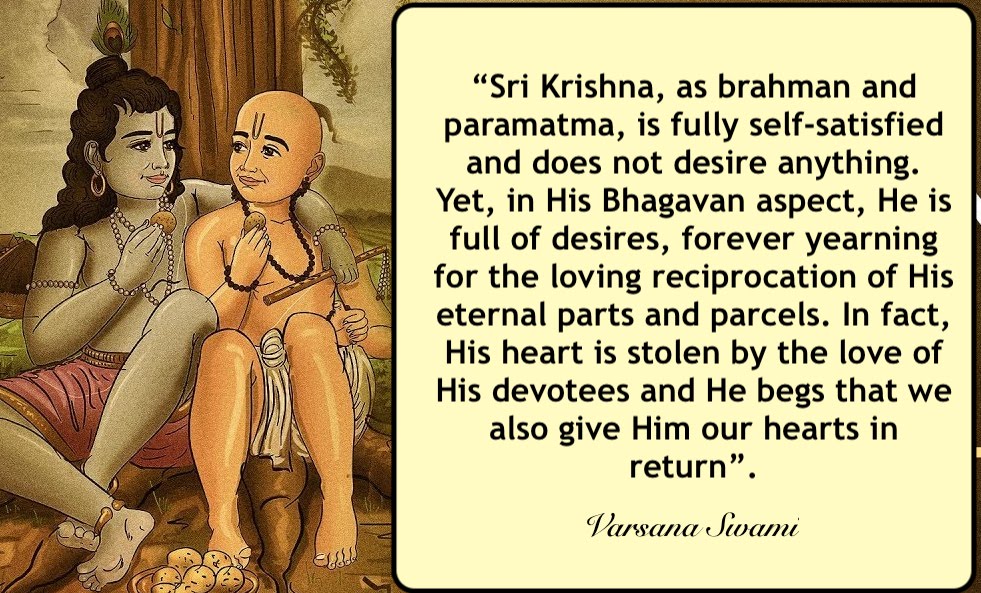 “Sri Krishna, as brahman and
paramatma, is fully self-satisfied
and does not desire anything.
Yet, in His Bhagavan aspect, He is
full of desires, forever yearning
for the loving reciprocation of His
eternal parts and parcels. In fact,
His heart is stolen by the love of
His devotees and He begs that we
also give Him our hearts in
return”.
Varsana Swami